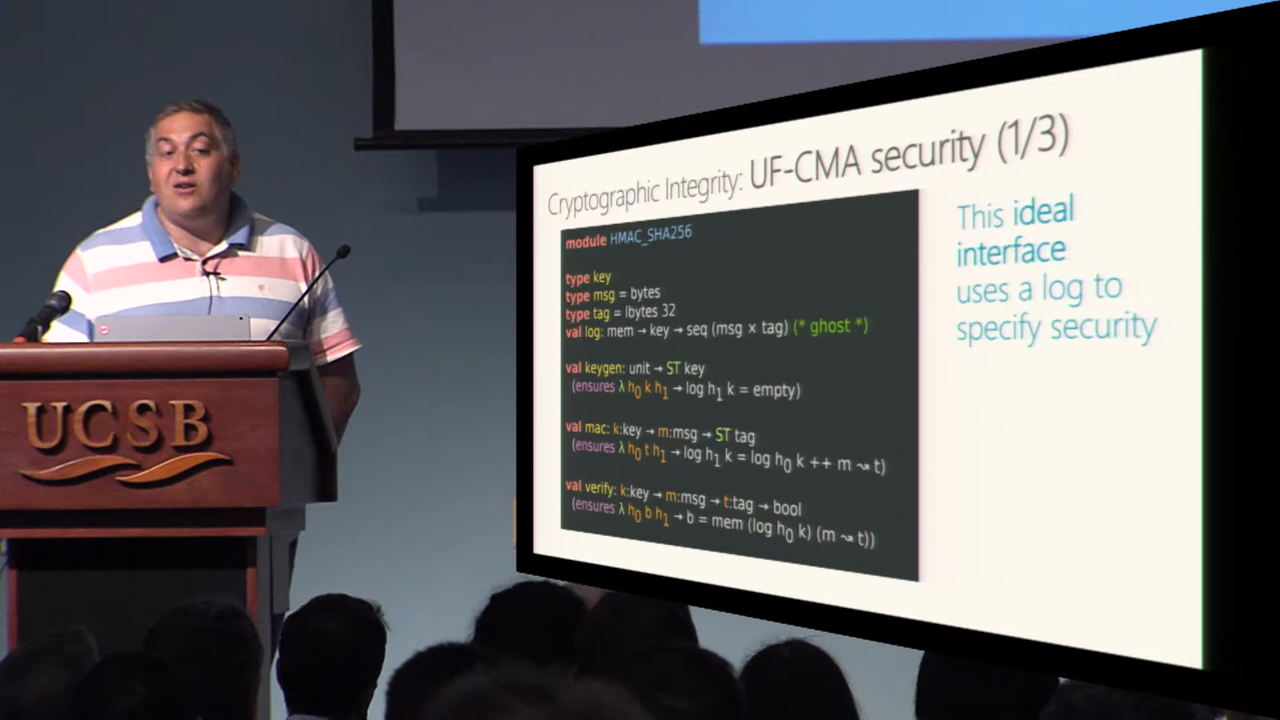 UCSB
Cryptographic Integrity: UF-CMA security (1/3)
module HMAC_SHA256
type key
type msg = bytes
type tag = lbytes 32
val log: mem → key → seq (msg × tag) (* ghost *)
val keygen: unit → ST key
(ensures λ h₀ k h₁ → log h₁ k = empty)
val mac: k:key → m:msg → ST tag
(ensures λ h₀ t h₁ → log h₁ k = log h₀ k ++ m ⤳ t)
val verify: k:key → m:msg → t:tag → bool
(ensures λ h₀ b h₁ → b = mem (log h₀ k) (m ⤳ t))
This ideal
interface
uses a log to
specify security